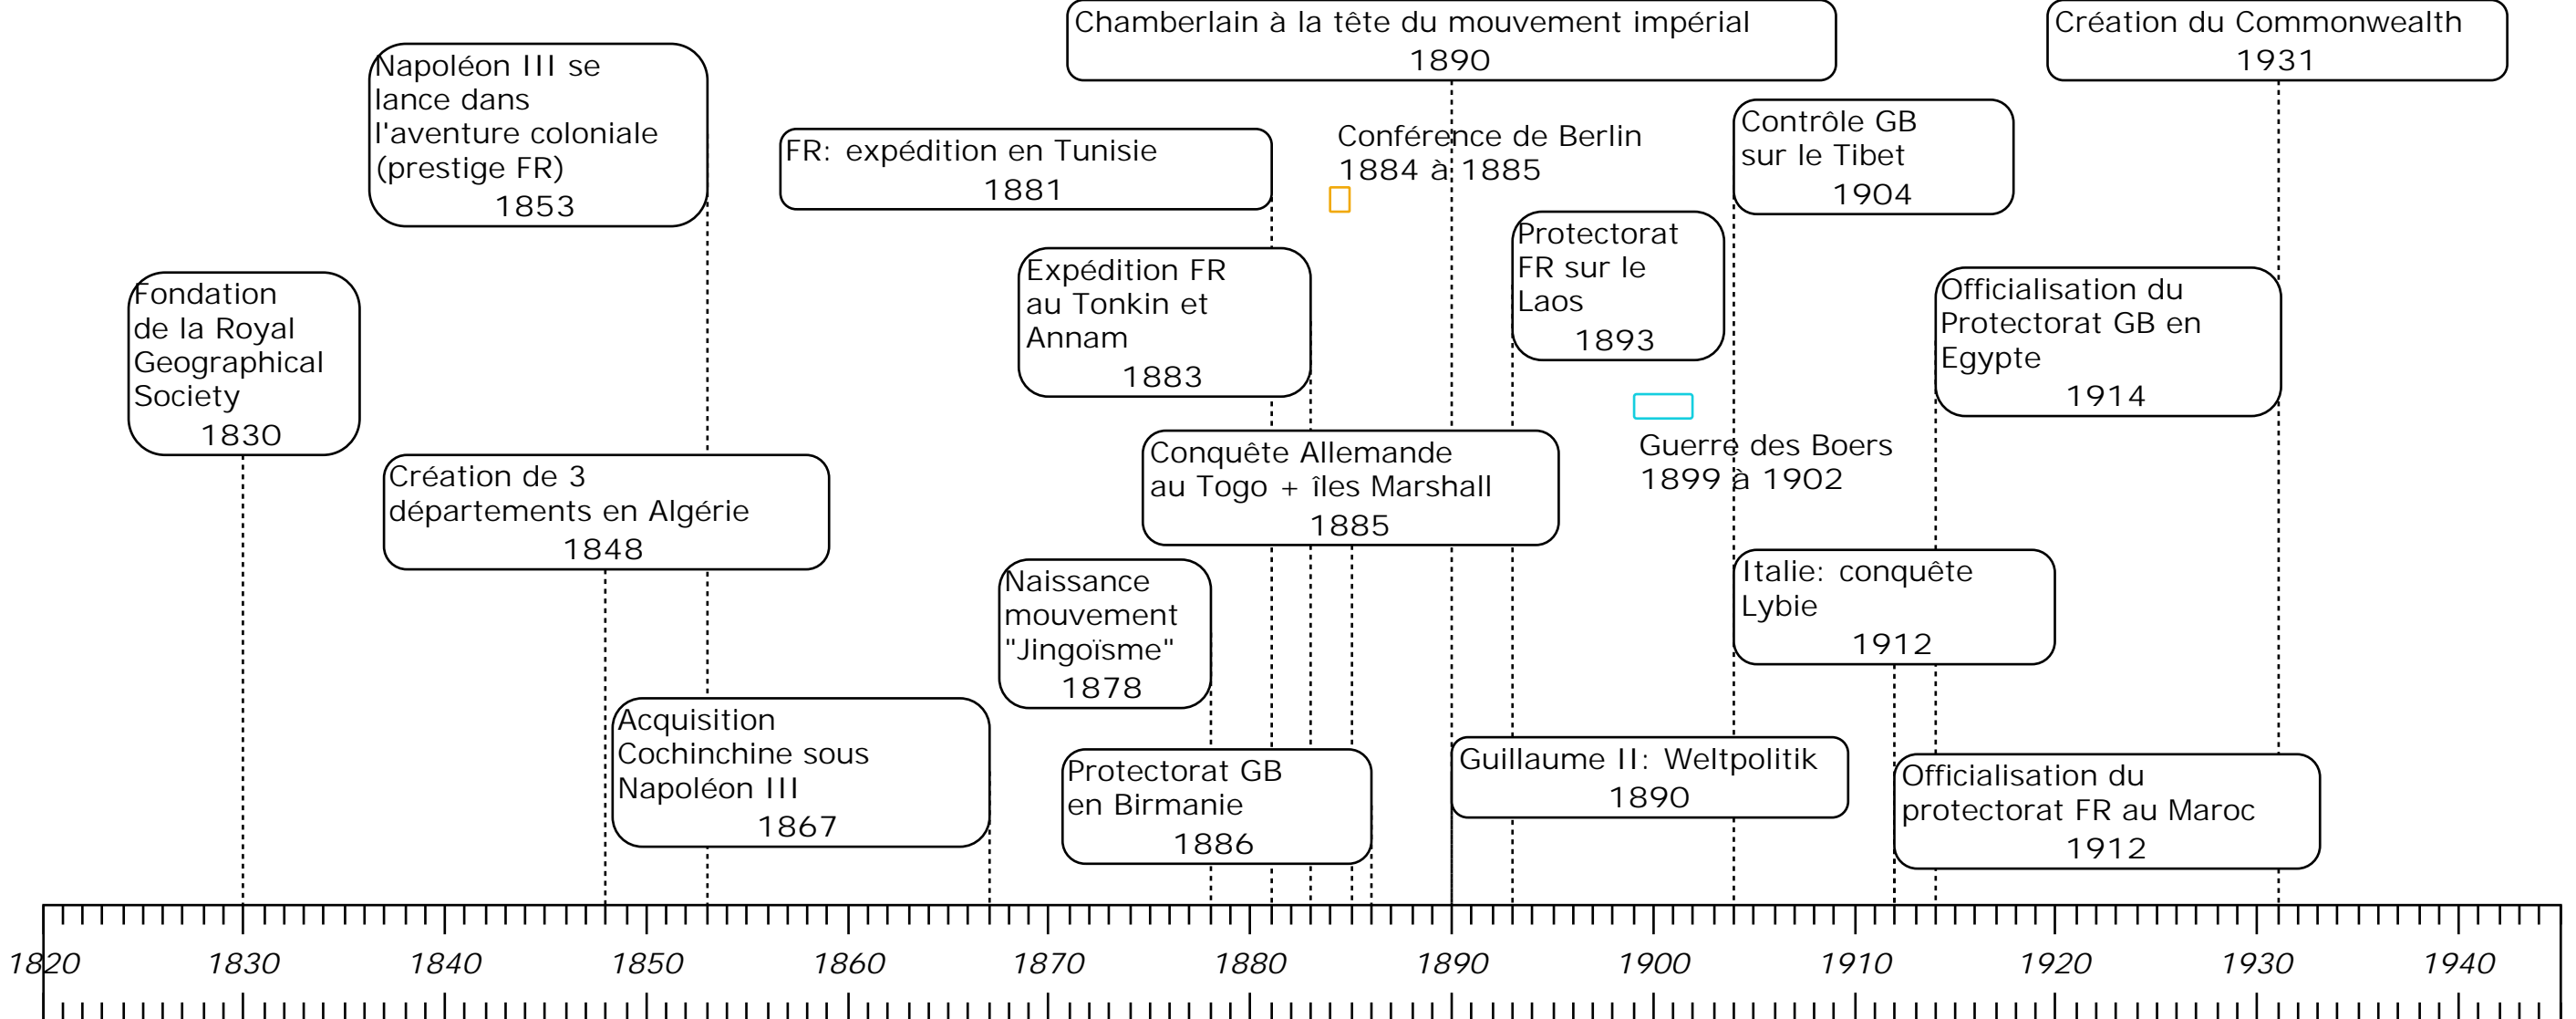 Chamberlain à la tête du mouvement impérial
1890
Création du Commonwealth
1931
Napoléon III se
lance dans
l'aventure coloniale
(prestige FR)
1853
FR: expédition en Tunisie
1881
Conférence de Berlin
1884 à 1885
Contrôle GB
sur le Tibet
1904
Fondation
de la Royal
Geographical
Society
1830
Expédition FR
au Tonkin et
Annam
1883
Protectorat
FR sur le
Laos
1893
Officialisation du
Protectorat GB en
Egypte
1914
Création de 3
départements en Algérie
1848
Conquête Allemande
au Togo + îles Marshall
1885
Guerre des Boers
1899 à 1902
Naissance
mouvement
"Jingoïsme"
1878
Italie: conquête
Lybie
1912
Acquisition
Cochinchine sous
Napoléon III
1867
Protectorat GB
en Birmanie
1886
Guillaume II: Weltpolitik
1890
Officialisation du
protectorat FR au Maroc
1912
1820 1830 1840 1850 1860 1870 1880 1890 1900 1910 1920 1930 1940